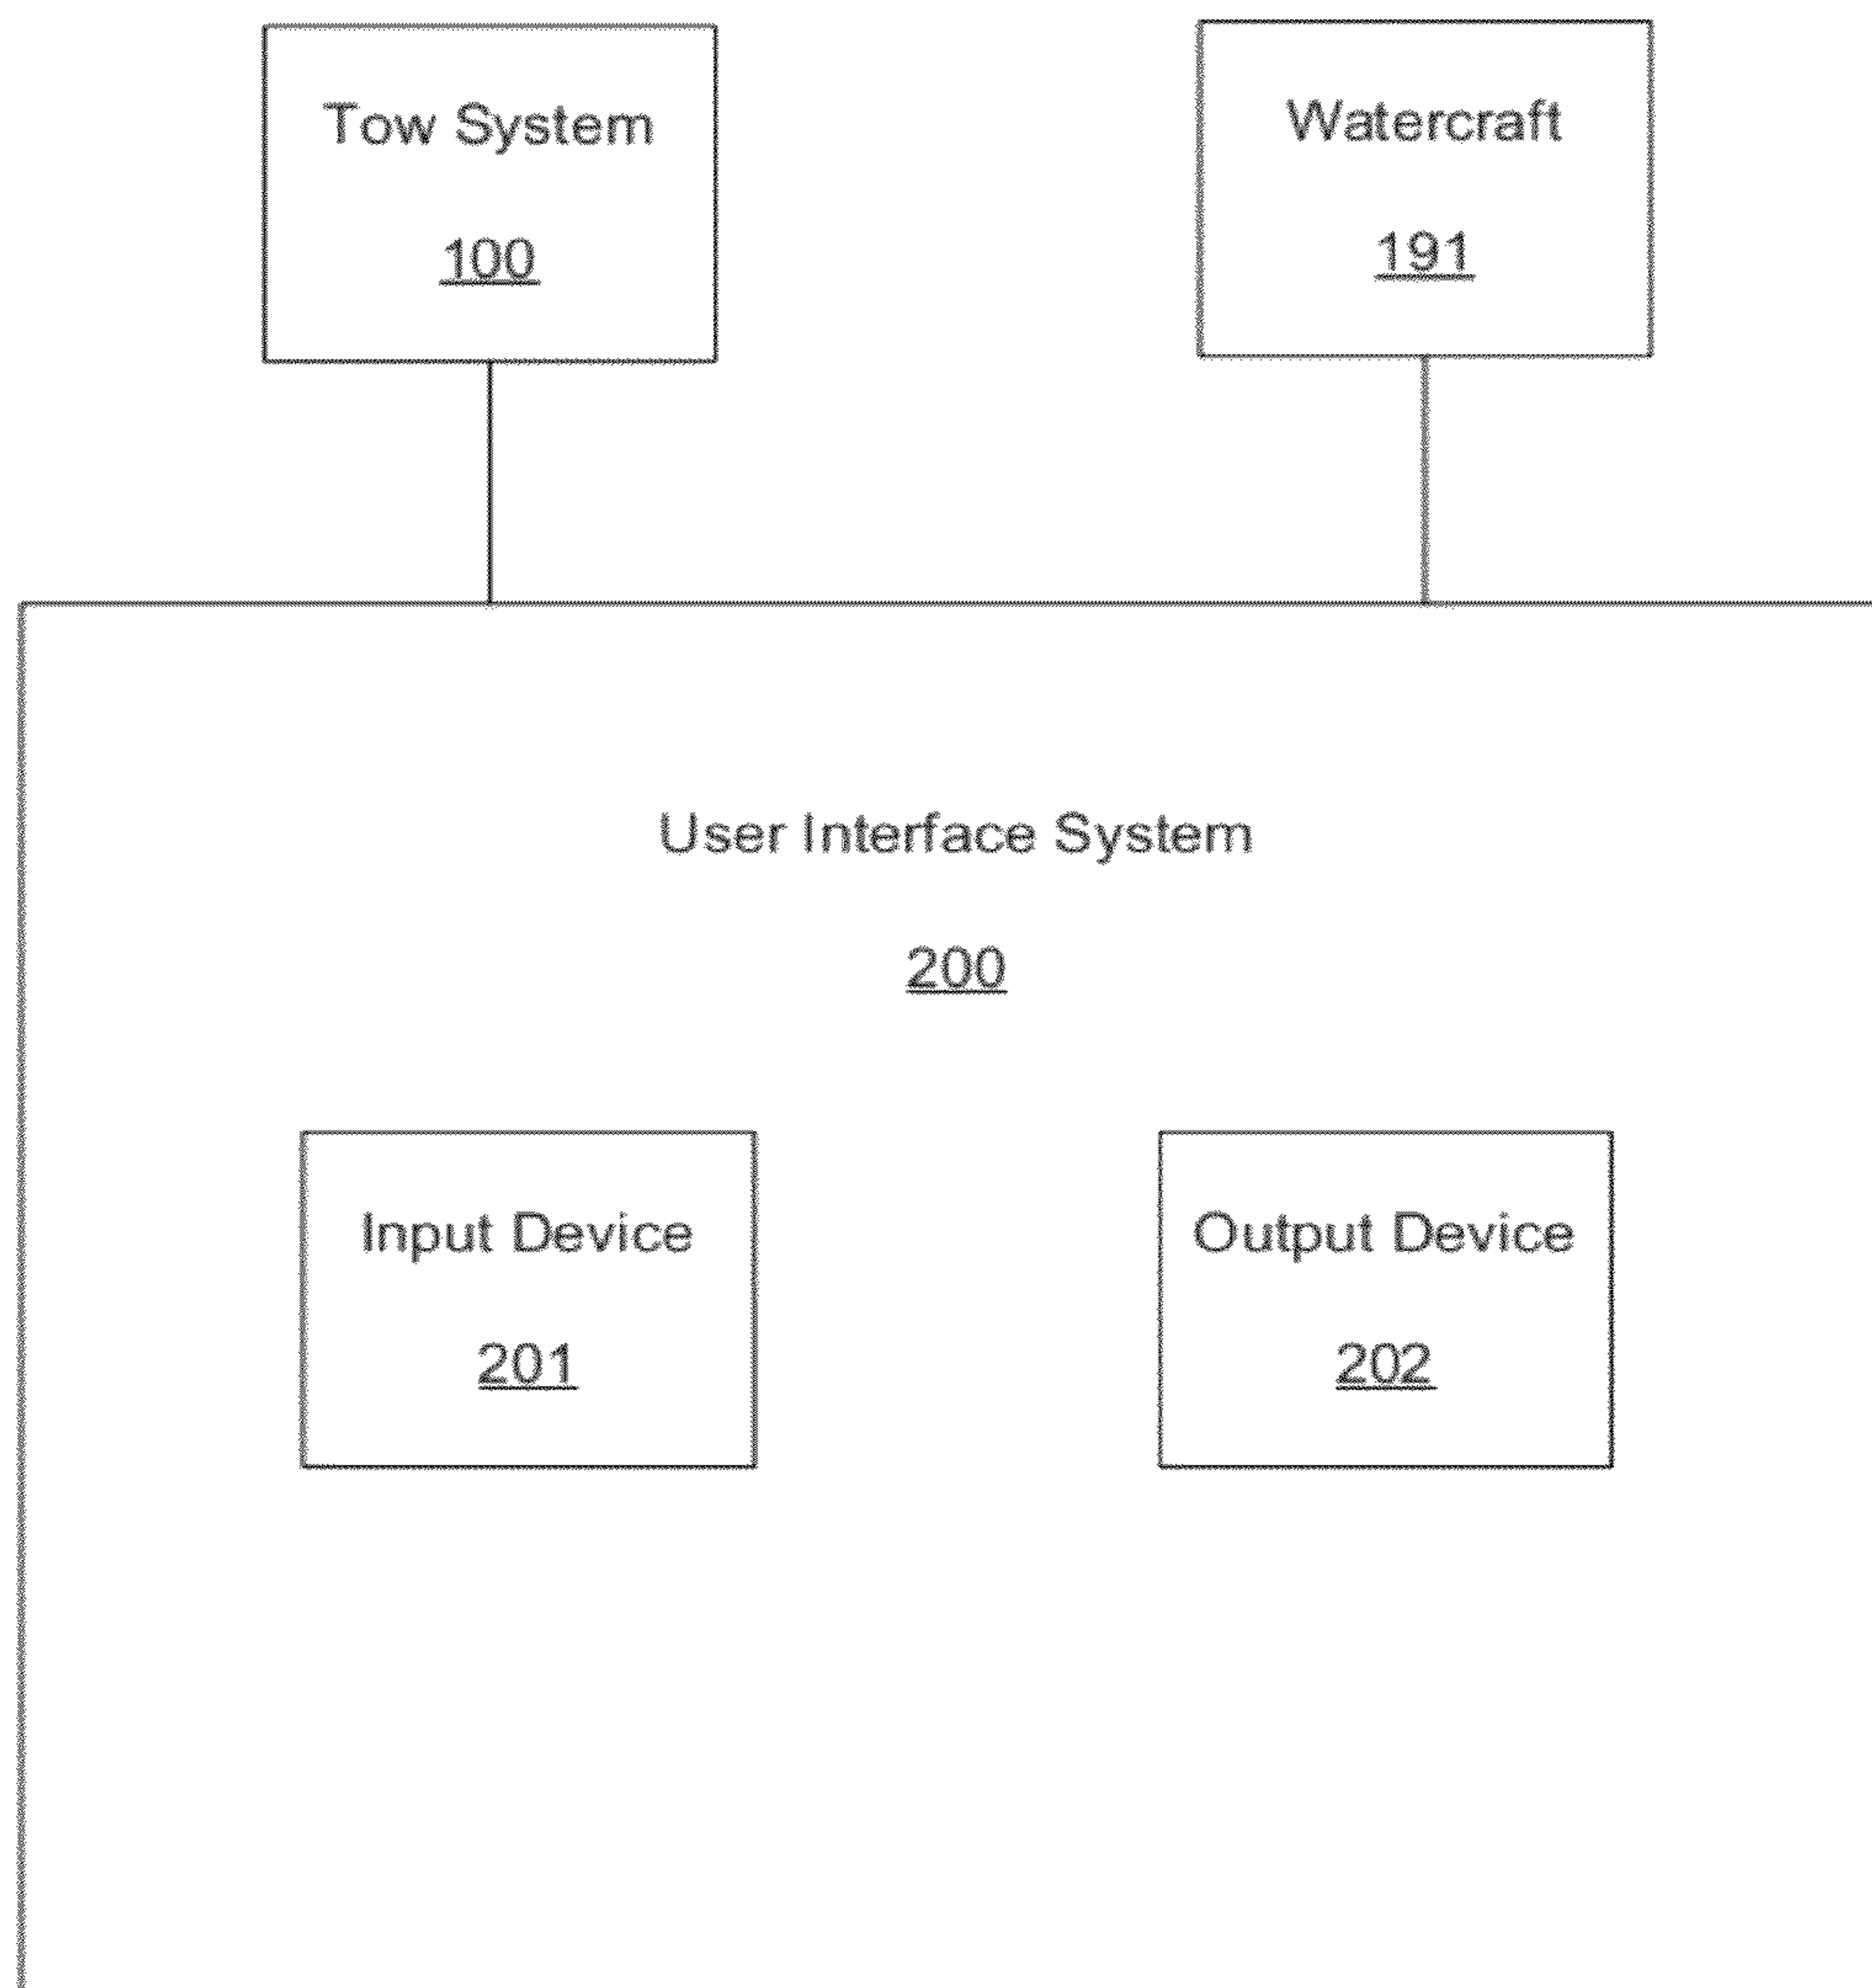 Tow System
100
Watercraft
191
User Interface System
200
Input Device
201
Output Device
202